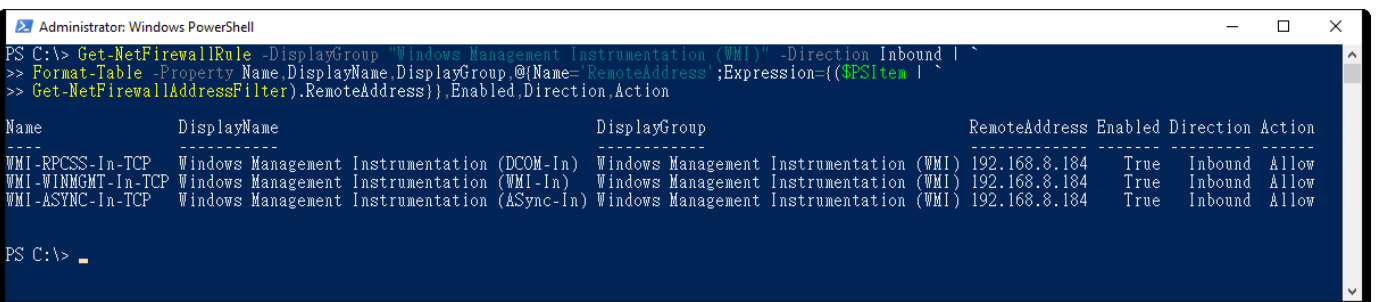 Administrator: Windows PowerShell
PS C:\> Get-NetFirewallRule -DisplayGroup "Windows Management Instrumentation (WMI)" -Direction Inbound | `
>> Format-Table -Property Name,DisplayName,DisplayGroup,@{Name='RemoteAddress';Expression={($PSItem | `
>> Get-NetFirewallAddressFilter).RemoteAddress}},Enabled,Direction,Action
Name DisplayName DisplayGroup RemoteAddress Enabled Direction Action
---- ----------- ------------ ------------- ------- --------- ------
WMI-RPCSS-In-TCP Windows Management Instrumentation (DCOM-In) Windows Management Instrumentation (WMI) 192.168.8.184 True Inbound Allow
WMI-WINMGMT-In-TCP Windows Management Instrumentation (WMI-In) Windows Management Instrumentation (WMI) 192.168.8.184 True Inbound Allow
WMI-ASYNC-In-TCP Windows Management Instrumentation (ASync-In) Windows Management Instrumentation (WMI) 192.168.8.184 True Inbound Allow
PS C:\>